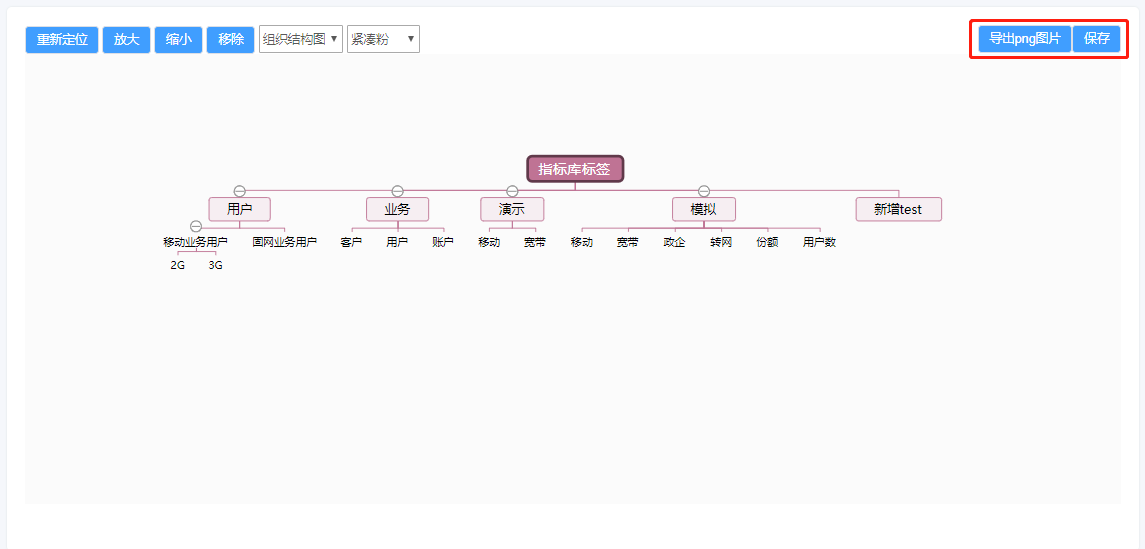 重新定位 放大 缩小 移除 组织结构图 紧凑粉 导出png图片 保存
指标库标签
用户 业务 演示 模拟 新增test
移动业务用户 固网业务用户 客户 用户 账户 移动 宽带 移动 宽带 政企 转网 份额 用户数
2G 3G